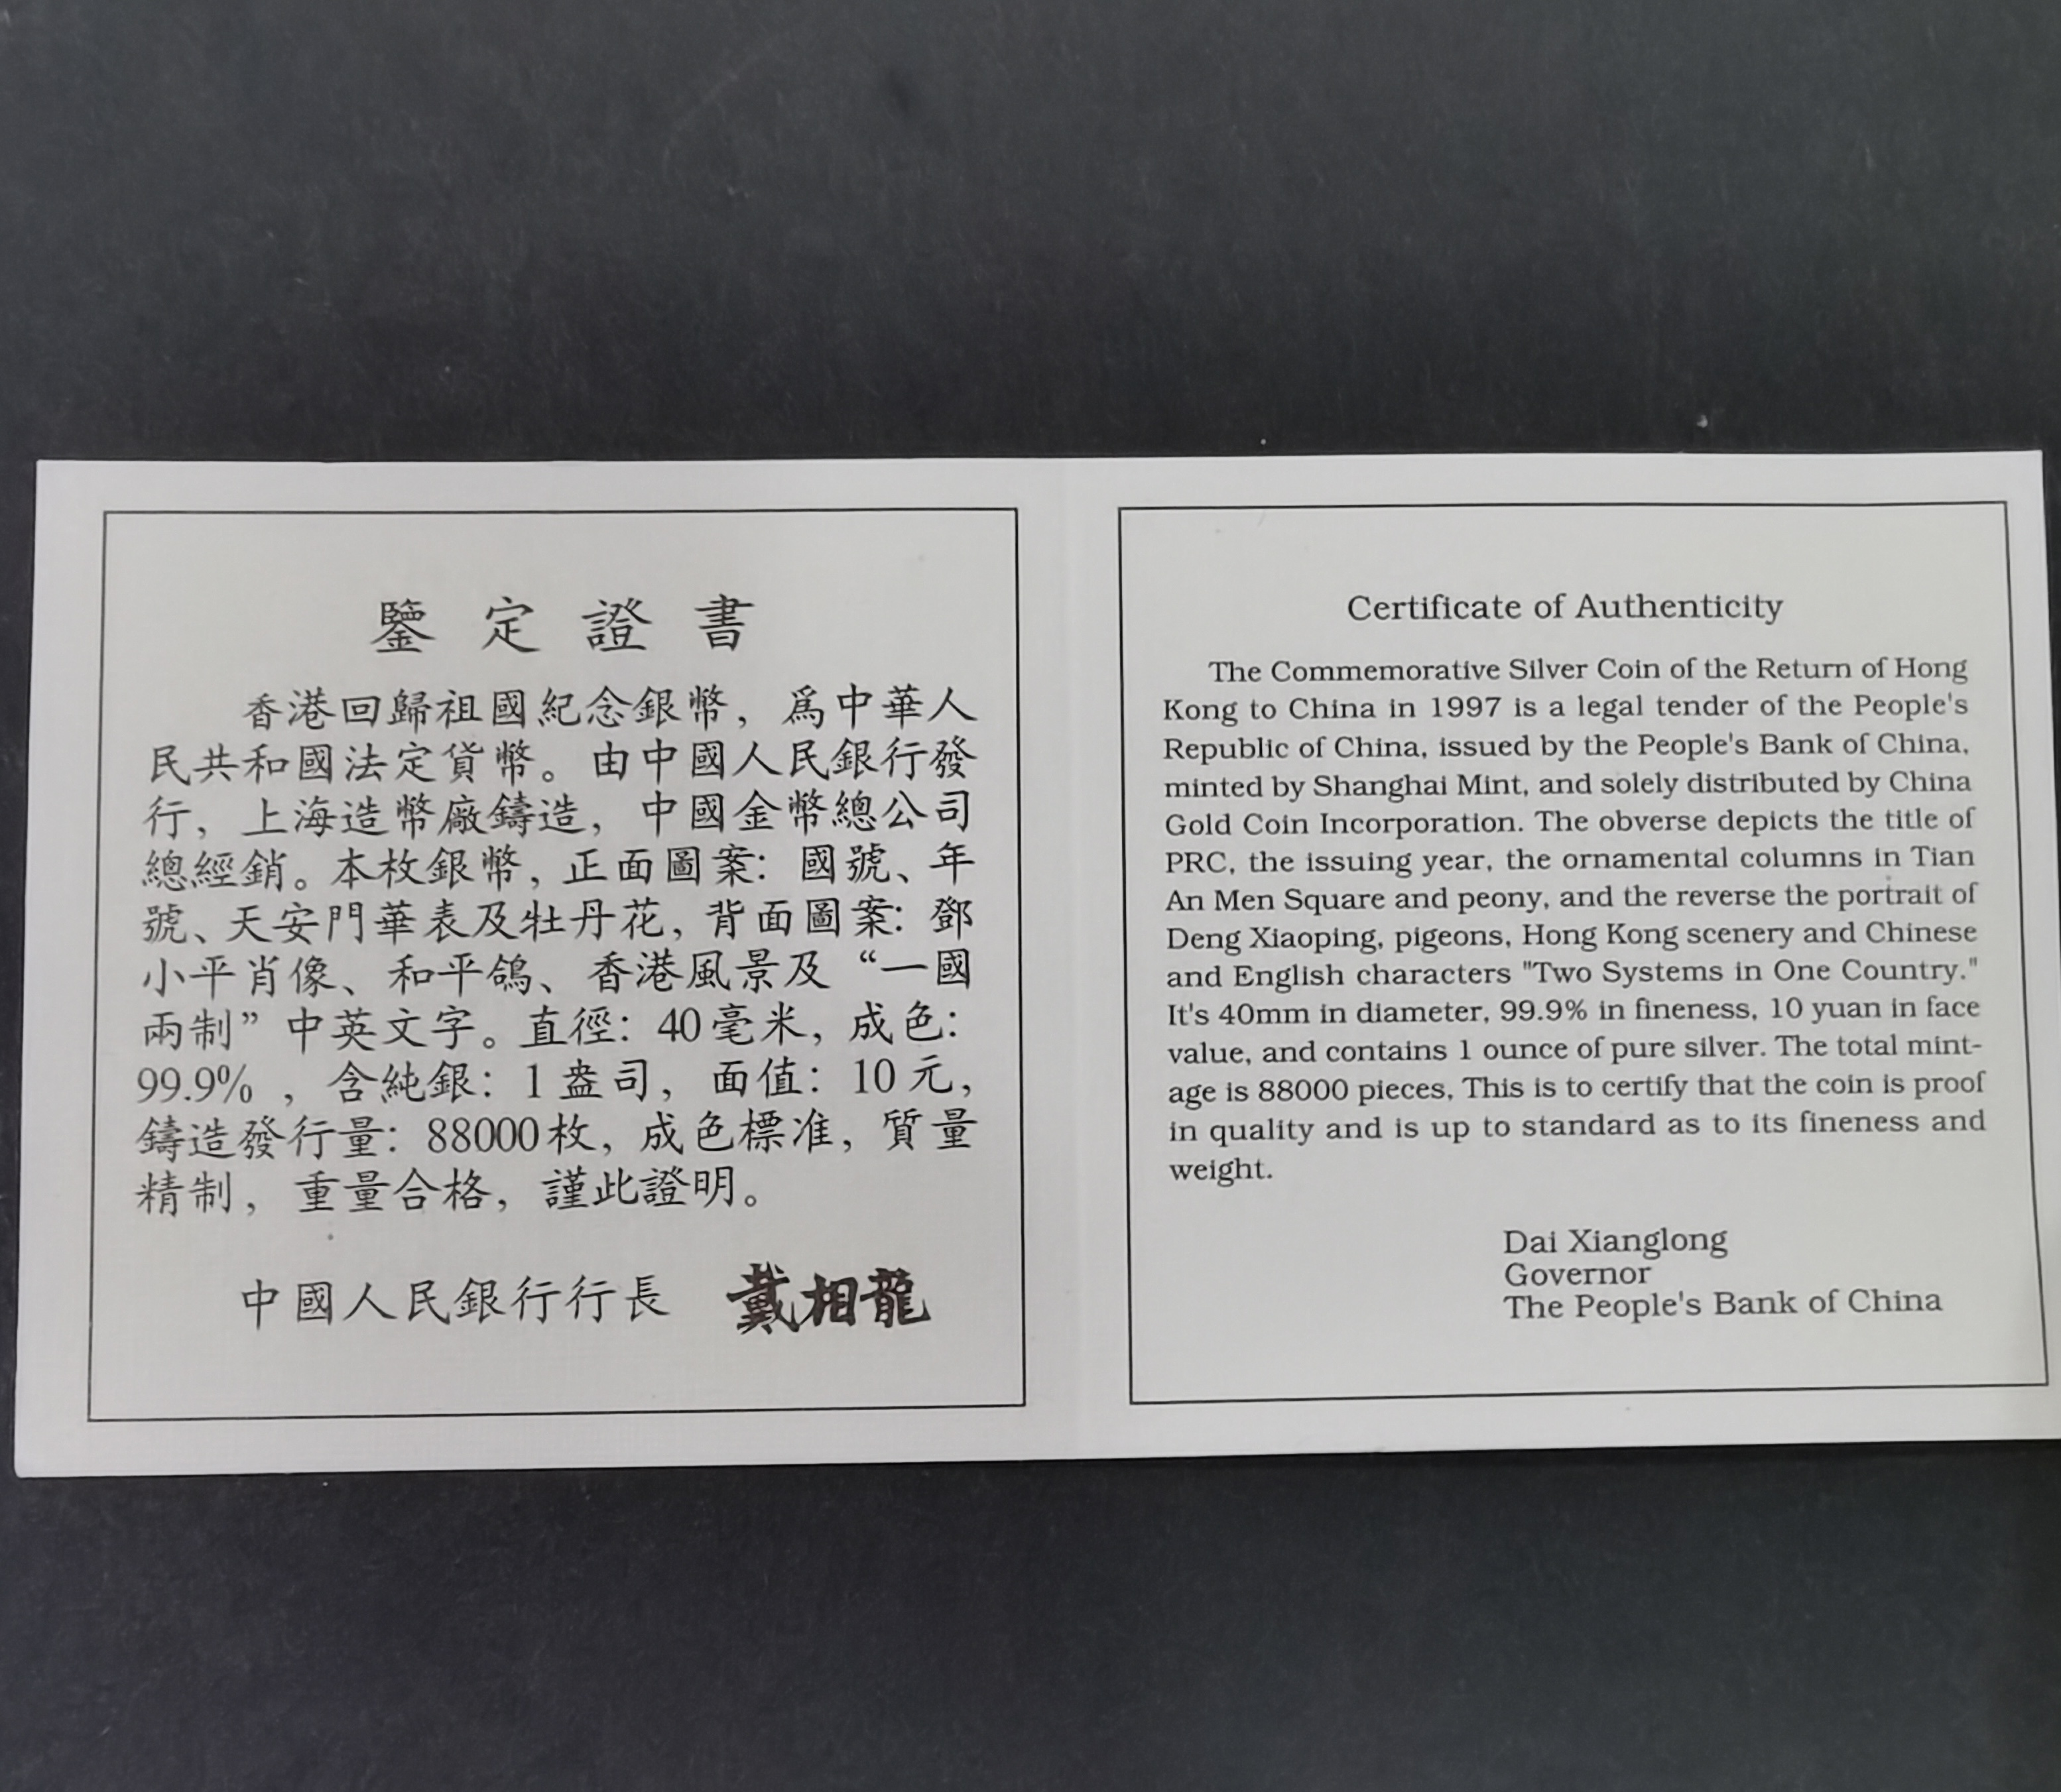 鑒定證書
香港回歸祖國紀念銀幣，爲中華人
民共和國法定貨幣。由中國人民銀行發
行，上海造幣廠鑄造，中國金幣總公司
總經銷。本枚銀幣，正面圖案：國號、年
號、天安門華表及牡丹花，背面圖案：鄧
小平肖像、和平鴿、香港風景及“一國
兩制”中英文字。直徑：40毫米，成色：
99.9%，含純銀：1盎司，面值：10元，
鑄造發行量：88000枚，成色標准，質量
精制，重量合格，謹此證明。
中國人民銀行行長 戴相龍
Certificate of Authenticity
The Commemorative Silver Coin of the Return of Hong
Kong to China in 1997 is a legal tender of the People's
Republic of China, issued by the People's Bank of China,
minted by Shanghai Mint, and solely distributed by China
Gold Coin Incorporation. The obverse depicts the title of
PRC, the issuing year, the ornamental columns in Tian
An Men Square and peony, and the reverse the portrait of
Deng Xiaoping, pigeons, Hong Kong scenery and Chinese
and English characters "Two Systems in One Country."
It's 40mm in diameter, 99.9% in fineness, 10 yuan in face
value, and contains 1 ounce of pure silver. The total mint-
age is 88000 pieces, This is to certify that the coin is proof
in quality and is up to standard as to its fineness and
weight.
Dai Xianglong
Governor
The People's Bank of China